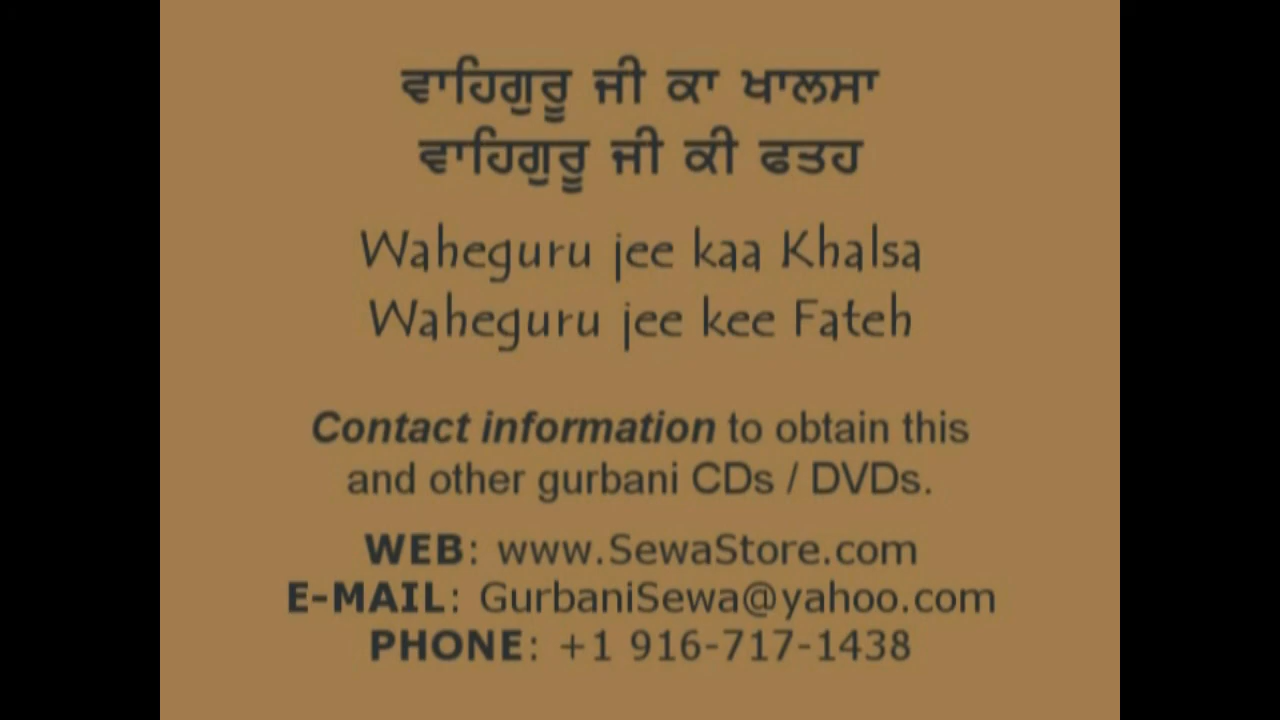 ਵਾਹਿਗੁਰੂ ਜੀ ਕਾ ਖਾਲਸਾ
ਵਾਹਿਗੁਰੂ ਜੀ ਕੀ ਫਤਹ
Waheguru jee kaa Khalsa
Waheguru jee kee Fateh
Contact information to obtain this
and other gurbani CDs / DVDs.
WEB: www.SewaStore.com
E-MAIL: GurbaniSewa@yahoo.com
PHONE: +1 916-717-1438